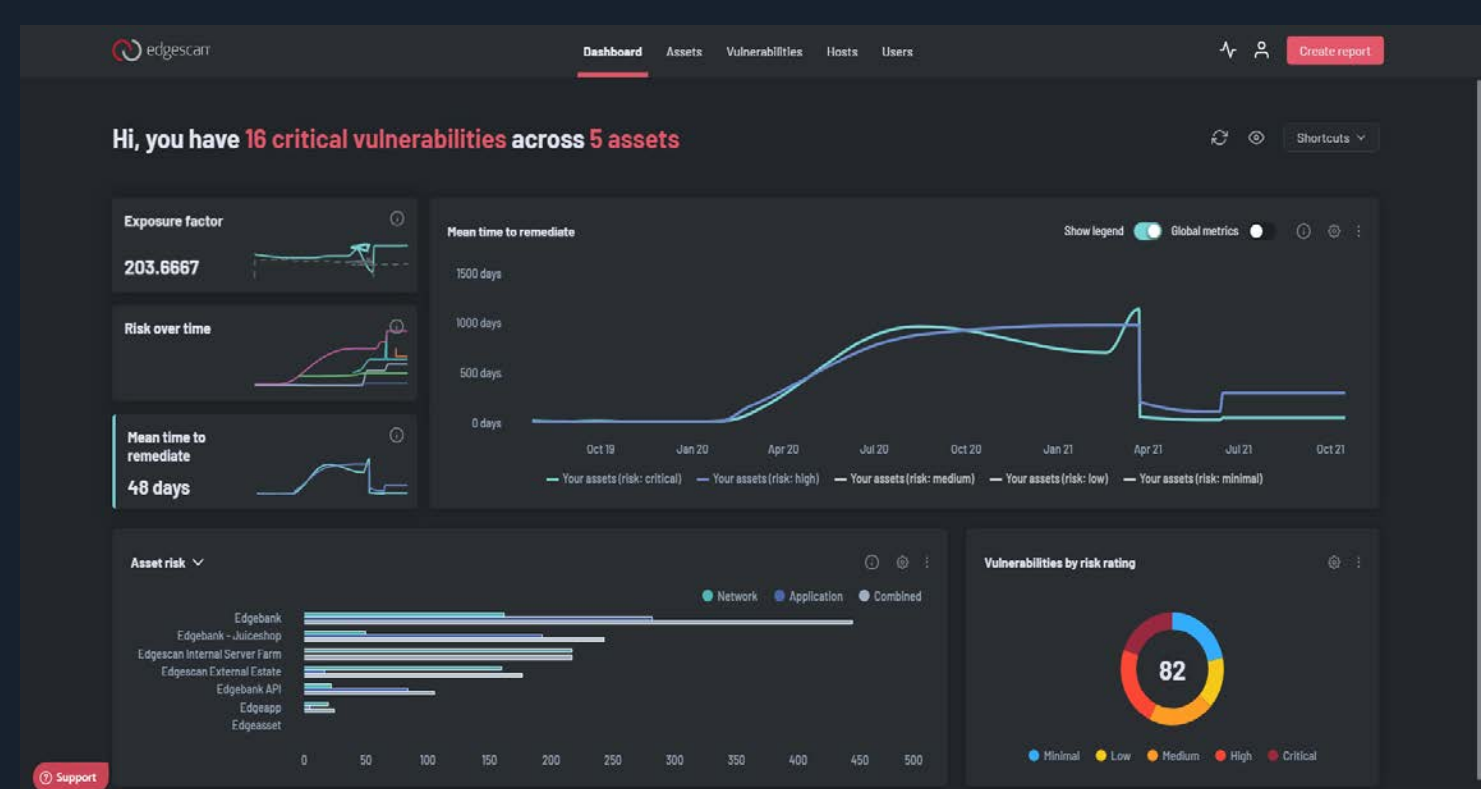 edgescan
Dashboard Assets Vulnerabilities Hosts Users
Create report
Hi, you have 16 critical vulnerabilities across 5 assets
Shortcuts
Exposure factor
203.6667
Risk over time
Mean time to
remediate
48 days
Mean time to remediate
Show legend Global metrics
1500 days
1000 days
500 days
0 days
Oct 19 Jan 20 Apr 20 Jul 20 Oct 20 Jan 21 Apr 21 Jul 21 Oct 21
Your assets (risk: critical) Your assets (risk: high) Your assets (risk: medium) Your assets (risk: low) Your assets (risk: minimal)
Asset risk
Network Application Combined
Edgebank
Edgebank - Juiceshop
Edgescan Internal Server Farm
Edgescan External Estate
Edgebank API
Edgeapp
Edgeasset
0 50 100 150 200 250 300 350 400 450 500
Vulnerabilities by risk rating
82
Minimal Low Medium High Critical
Support